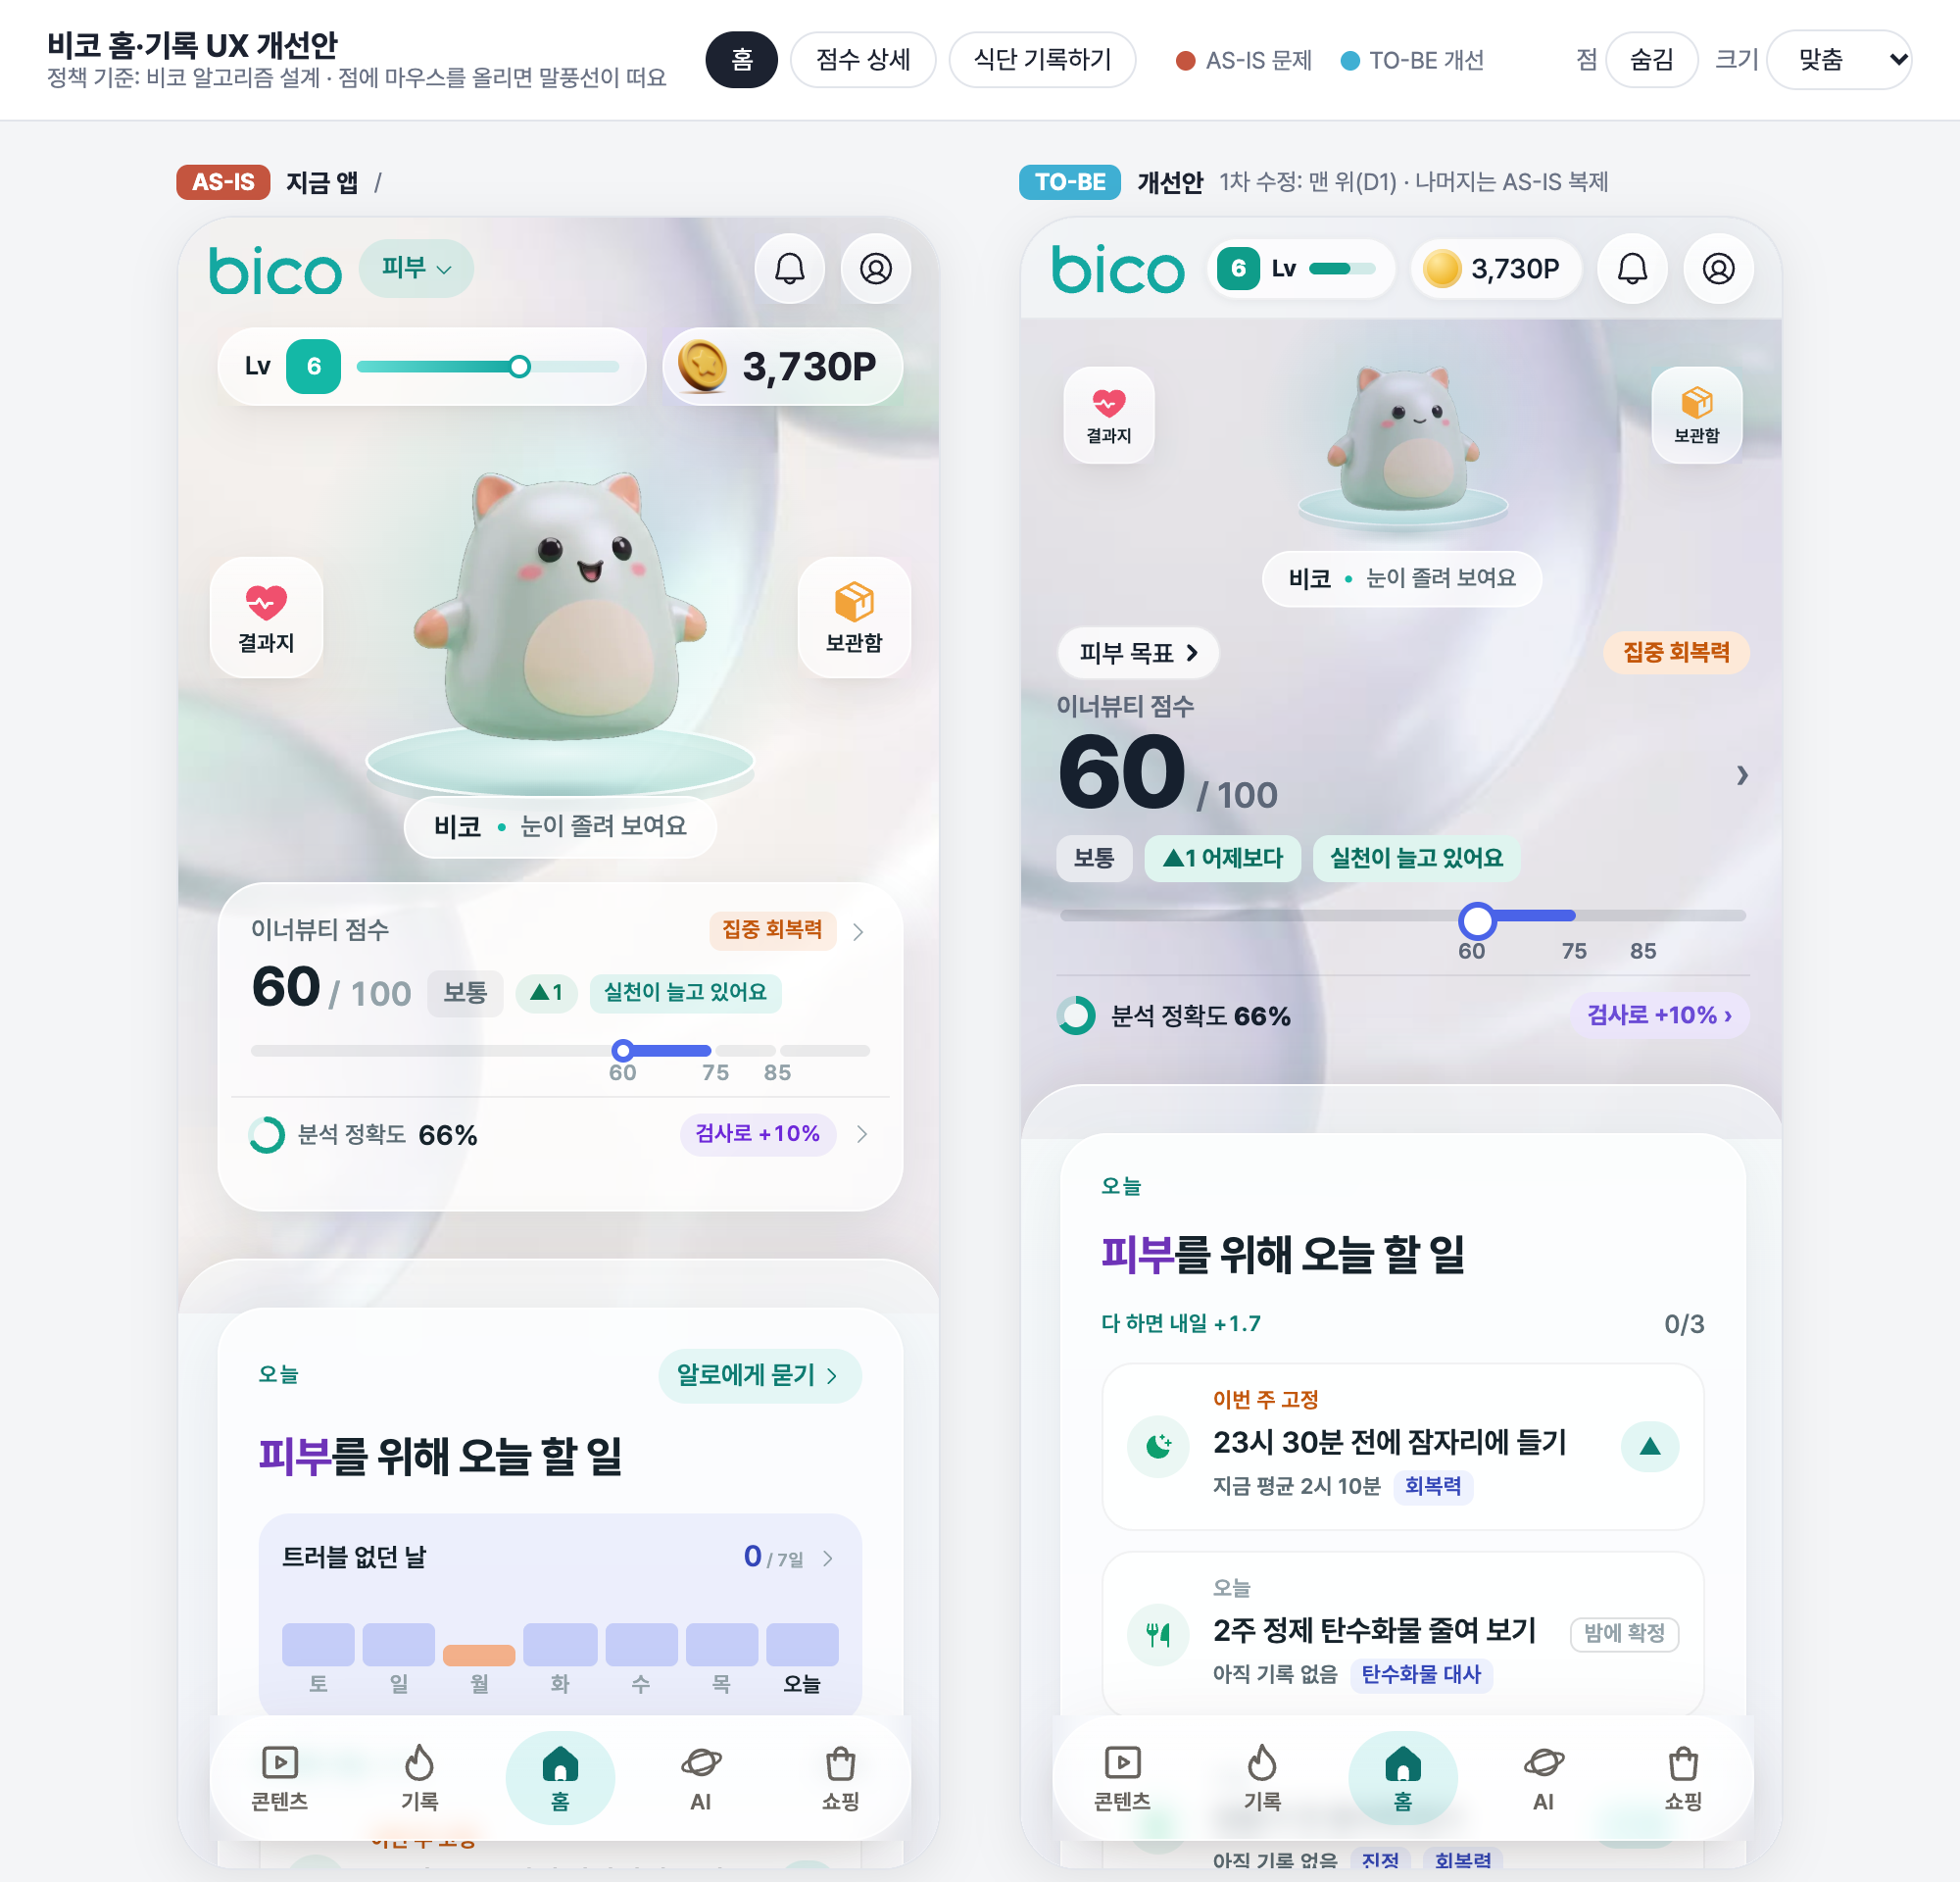 비코 홈·기록 UX 개선안
정책 기준: 비코 알고리즘 설계 · 점에 마우스를 올리면 말풍선이 떠요
홈
점수 상세
식단 기록하기
AS-IS 문제
TO-BE 개선
점
숨김
크기
맞춤
AS-IS 지금 앱 /
bico 피부
Lv 6
3,730P
결과지
보관함
비코 • 눈이 졸려 보여요
이너뷰티 점수
집중 회복력
60 / 100 보통 ▲1 실천이 늘고 있어요
60 75 85
분석 정확도 66%
검사로 +10%
오늘
알로에게 묻기
피부를 위해 오늘 할 일
트러블 없던 날
0 / 7일
토 일 월 화 수 목 오늘
콘텐츠 기록 홈 AI 쇼핑
TO-BE 개선안 1차 수정: 맨 위(D1) · 나머지는 AS-IS 복제
bico 6 Lv 3,730P
결과지
보관함
비코 • 눈이 졸려 보여요
피부 목표
집중 회복력
이너뷰티 점수
60 / 100
보통 ▲1 어제보다 실천이 늘고 있어요
60 75 85
분석 정확도 66%
검사로 +10% ›
오늘
피부를 위해 오늘 할 일
다 하면 내일 +1.7
0/3
이번 주 고정
23시 30분 전에 잠자리에 들기
▲
지금 평균 2시 10분 회복력
오늘
2주 정제 탄수화물 줄여 보기
밤에 확정
아직 기록 없음 탄수화물 대사
콘텐츠 기록 홈 AI 쇼핑
아직 기록 없음 진정 회복력